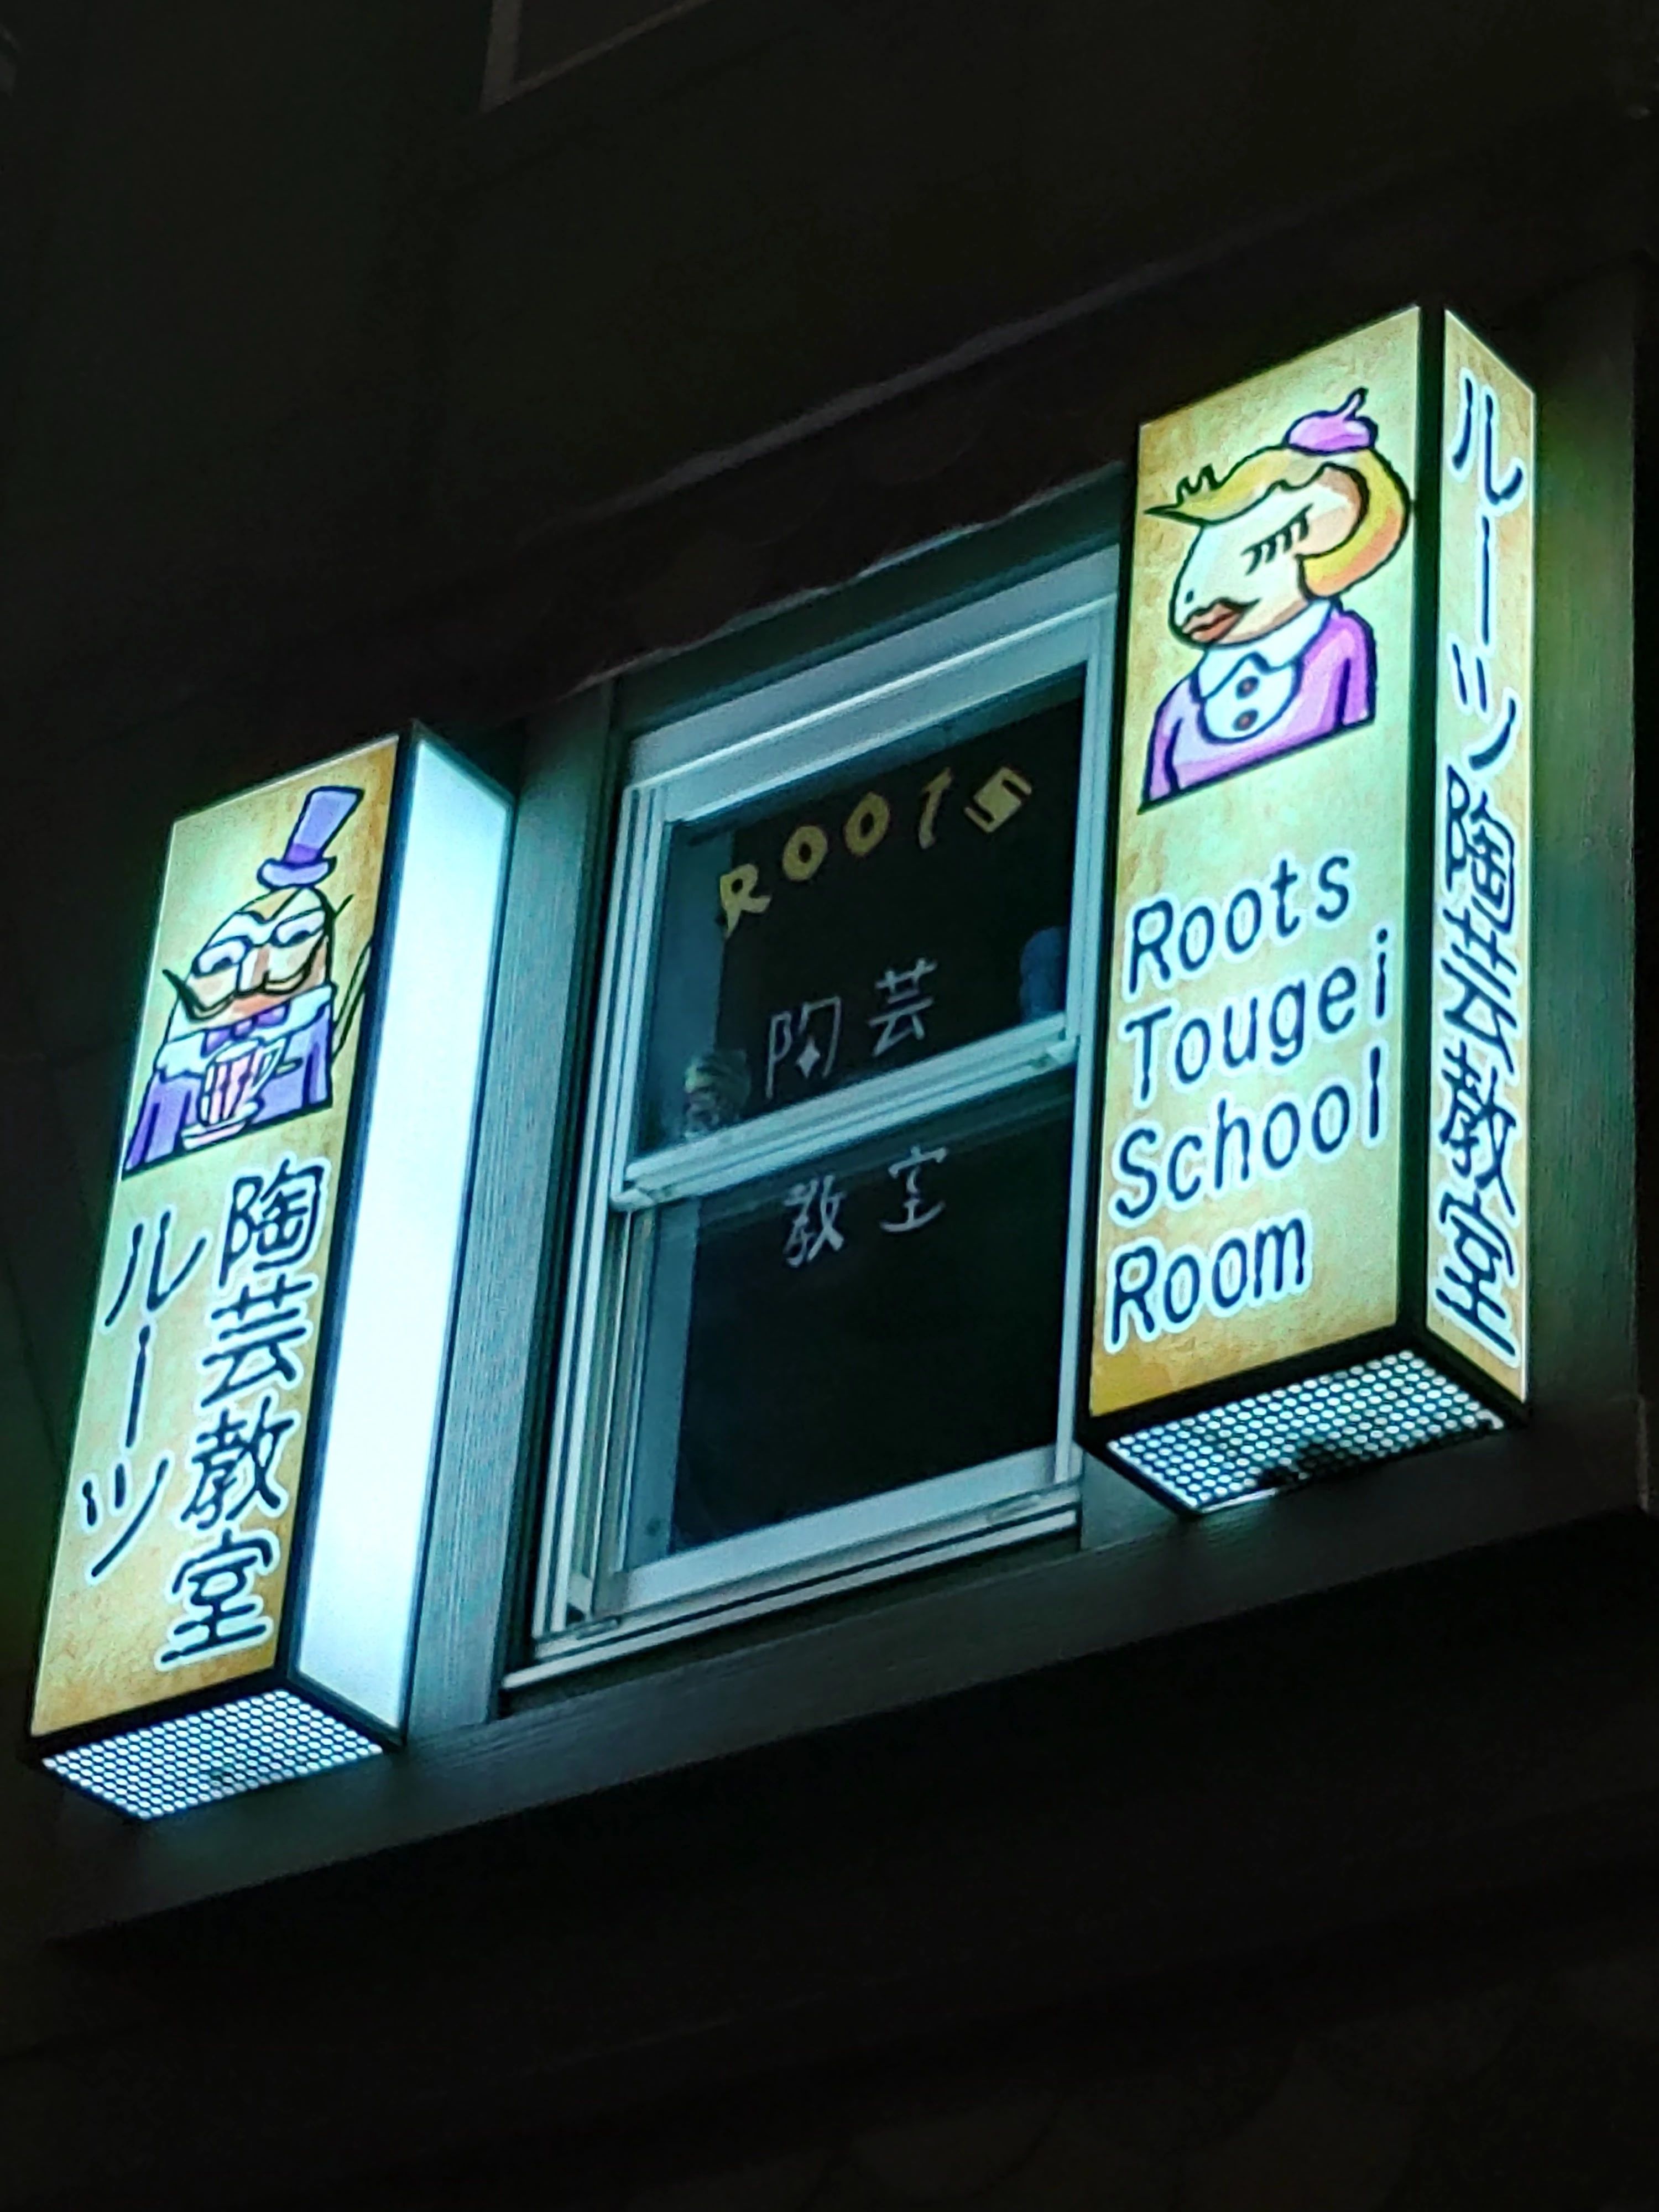 陶芸教室
ルーツ
ROOTS
陶芸
教室
Roots
Tougei
School
Room
ルーツ陶芸教室